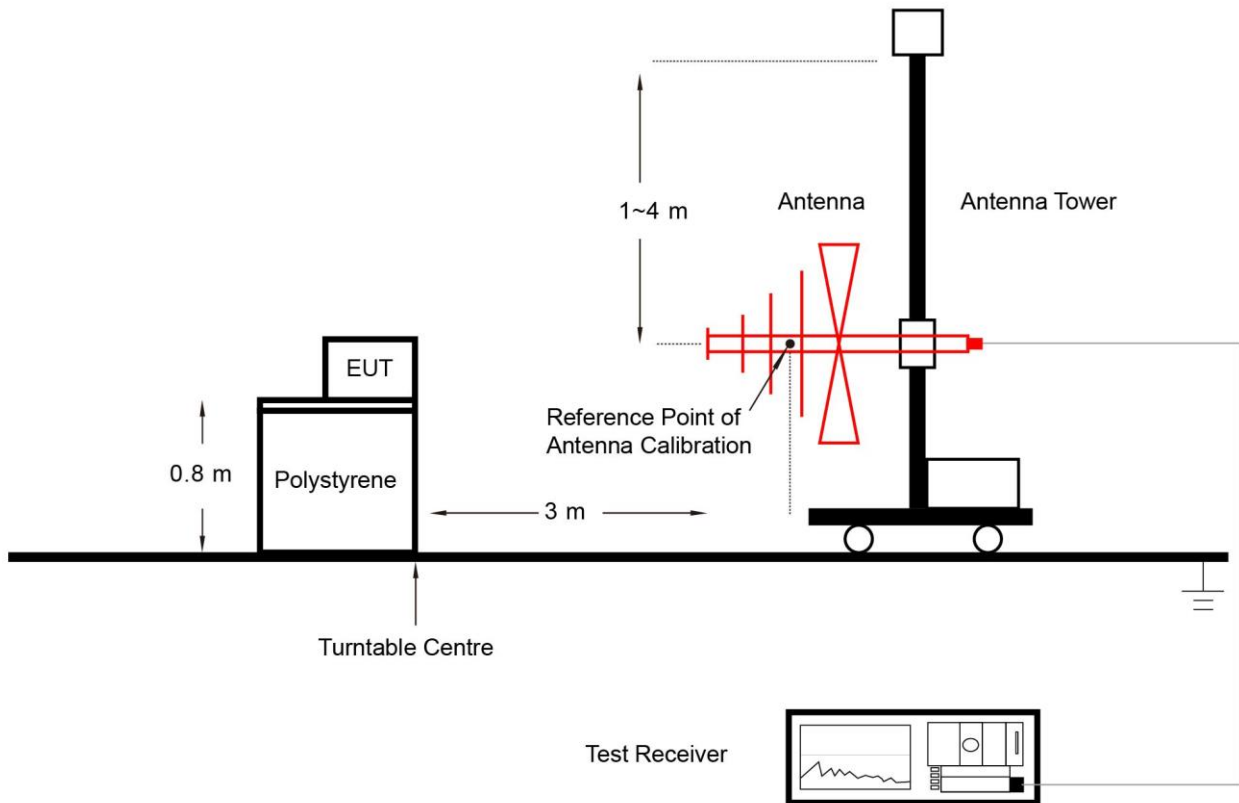 1~4 m
Antenna
Antenna Tower
EUT
Reference Point of
Antenna Calibration
0.8 m
Polystyrene
3 m
Turntable Centre
Test Receiver